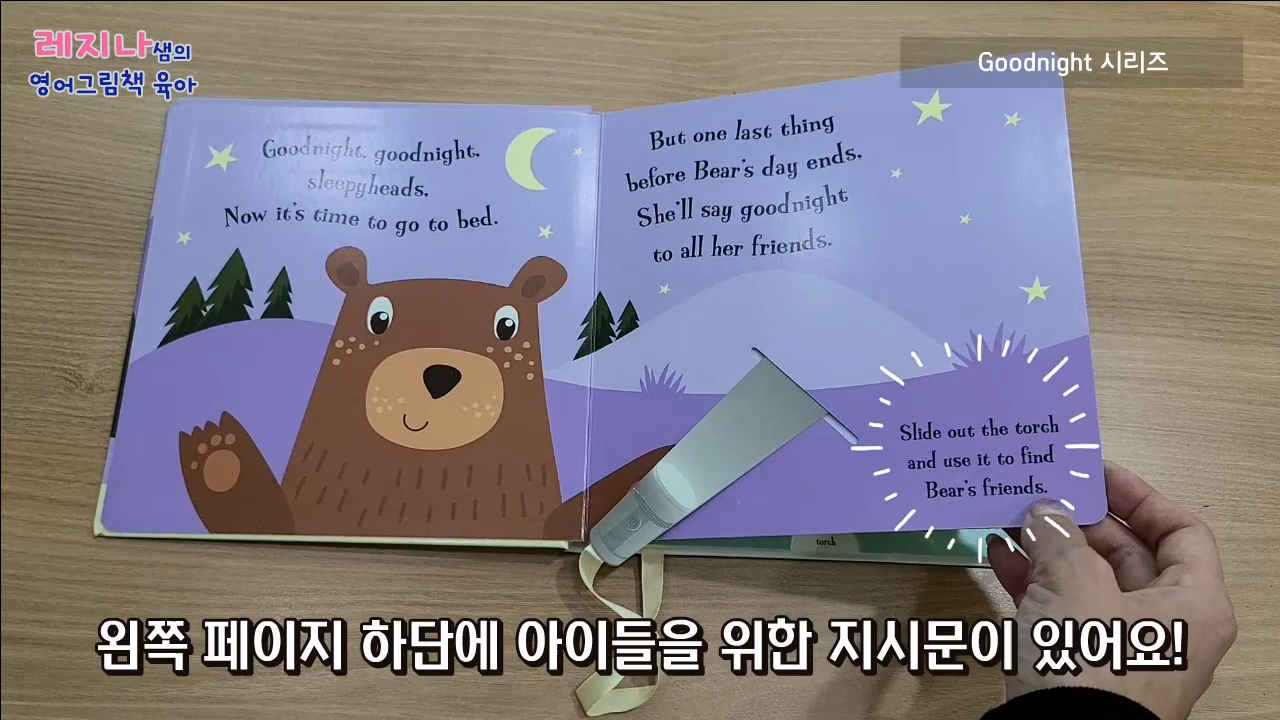 레지나쌤의
영어그림책 육아
Goodnight 시리즈
Goodnight, goodnight,
sleepyheads,
Now it's time to go to bed.
But one last thing
before Bear's day ends,
She'll say goodnight
to all her friends.
Slide out the torch
and use it to find
Bear's friends.
torch
왼쪽 페이지 하단에 아이들을 위한 지시문이 있어요!